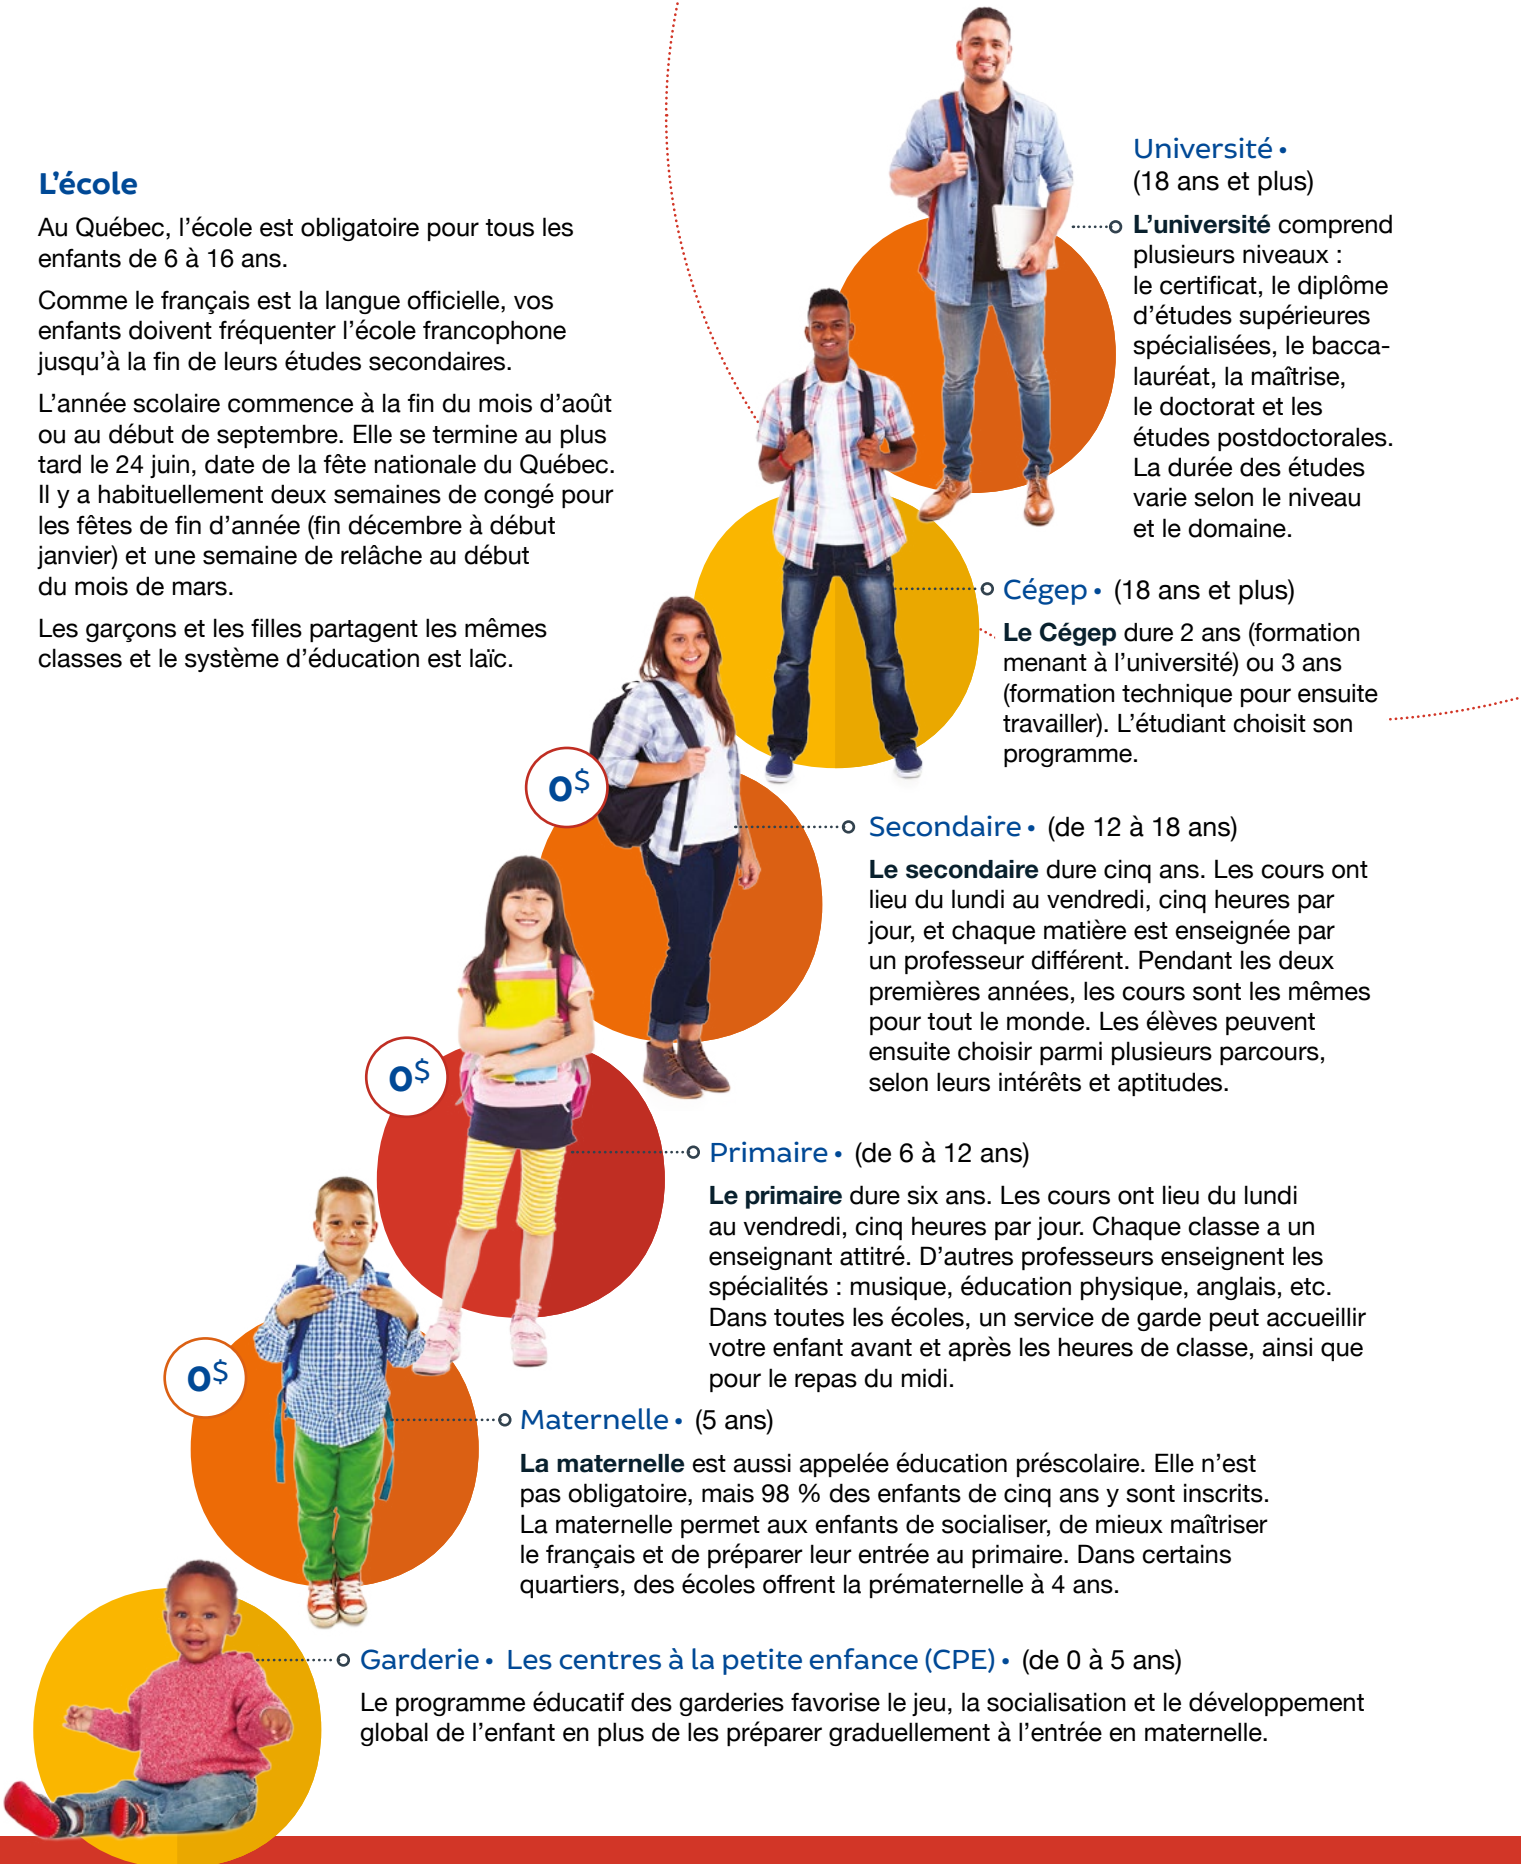 L'école
Au Québec, l'école est obligatoire pour tous les
enfants de 6 à 16 ans.
Comme le français est la langue officielle, vos
enfants doivent fréquenter l'école francophone
jusqu'à la fin de leurs études secondaires.
L'année scolaire commence à la fin du mois d'août
ou au début de septembre. Elle se termine au plus
tard le 24 juin, date de la fête nationale du Québec.
Il y a habituellement deux semaines de congé pour
les fêtes de fin d'année (fin décembre à début
janvier) et une semaine de relâche au début
du mois de mars.
Les garçons et les filles partagent les mêmes
classes et le système d'éducation est laïc.
Université •
(18 ans et plus)
L'université comprend
plusieurs niveaux :
le certificat, le diplôme
d'études supérieures
spécialisées, le bacca-
lauréat, la maîtrise,
le doctorat et les
études postdoctorales.
La durée des études
varie selon le niveau
et le domaine.
Cégep • (18 ans et plus)
Le Cégep dure 2 ans (formation
menant à l'université) ou 3 ans
(formation technique pour ensuite
travailler). L'étudiant choisit son
programme.
0$
Secondaire • (de 12 à 18 ans)
Le secondaire dure cinq ans. Les cours ont
lieu du lundi au vendredi, cinq heures par
jour, et chaque matière est enseignée par
un professeur différent. Pendant les deux
premières années, les cours sont les mêmes
pour tout le monde. Les élèves peuvent
ensuite choisir parmi plusieurs parcours,
selon leurs intérêts et aptitudes.
0$
Primaire • (de 6 à 12 ans)
Le primaire dure six ans. Les cours ont lieu du lundi
au vendredi, cinq heures par jour. Chaque classe a un
enseignant attitré. D'autres professeurs enseignent les
spécialités : musique, éducation physique, anglais, etc.
Dans toutes les écoles, un service de garde peut accueillir
votre enfant avant et après les heures de classe, ainsi que
pour le repas du midi.
0$
Maternelle • (5 ans)
La maternelle est aussi appelée éducation préscolaire. Elle n'est
pas obligatoire, mais 98 % des enfants de cinq ans y sont inscrits.
La maternelle permet aux enfants de socialiser, de mieux maîtriser
le français et de préparer leur entrée au primaire. Dans certains
quartiers, des écoles offrent la prématernelle à 4 ans.
Garderie • Les centres à la petite enfance (CPE) • (de 0 à 5 ans)
Le programme éducatif des garderies favorise le jeu, la socialisation et le développement
global de l'enfant en plus de les préparer graduellement à l'entrée en maternelle.